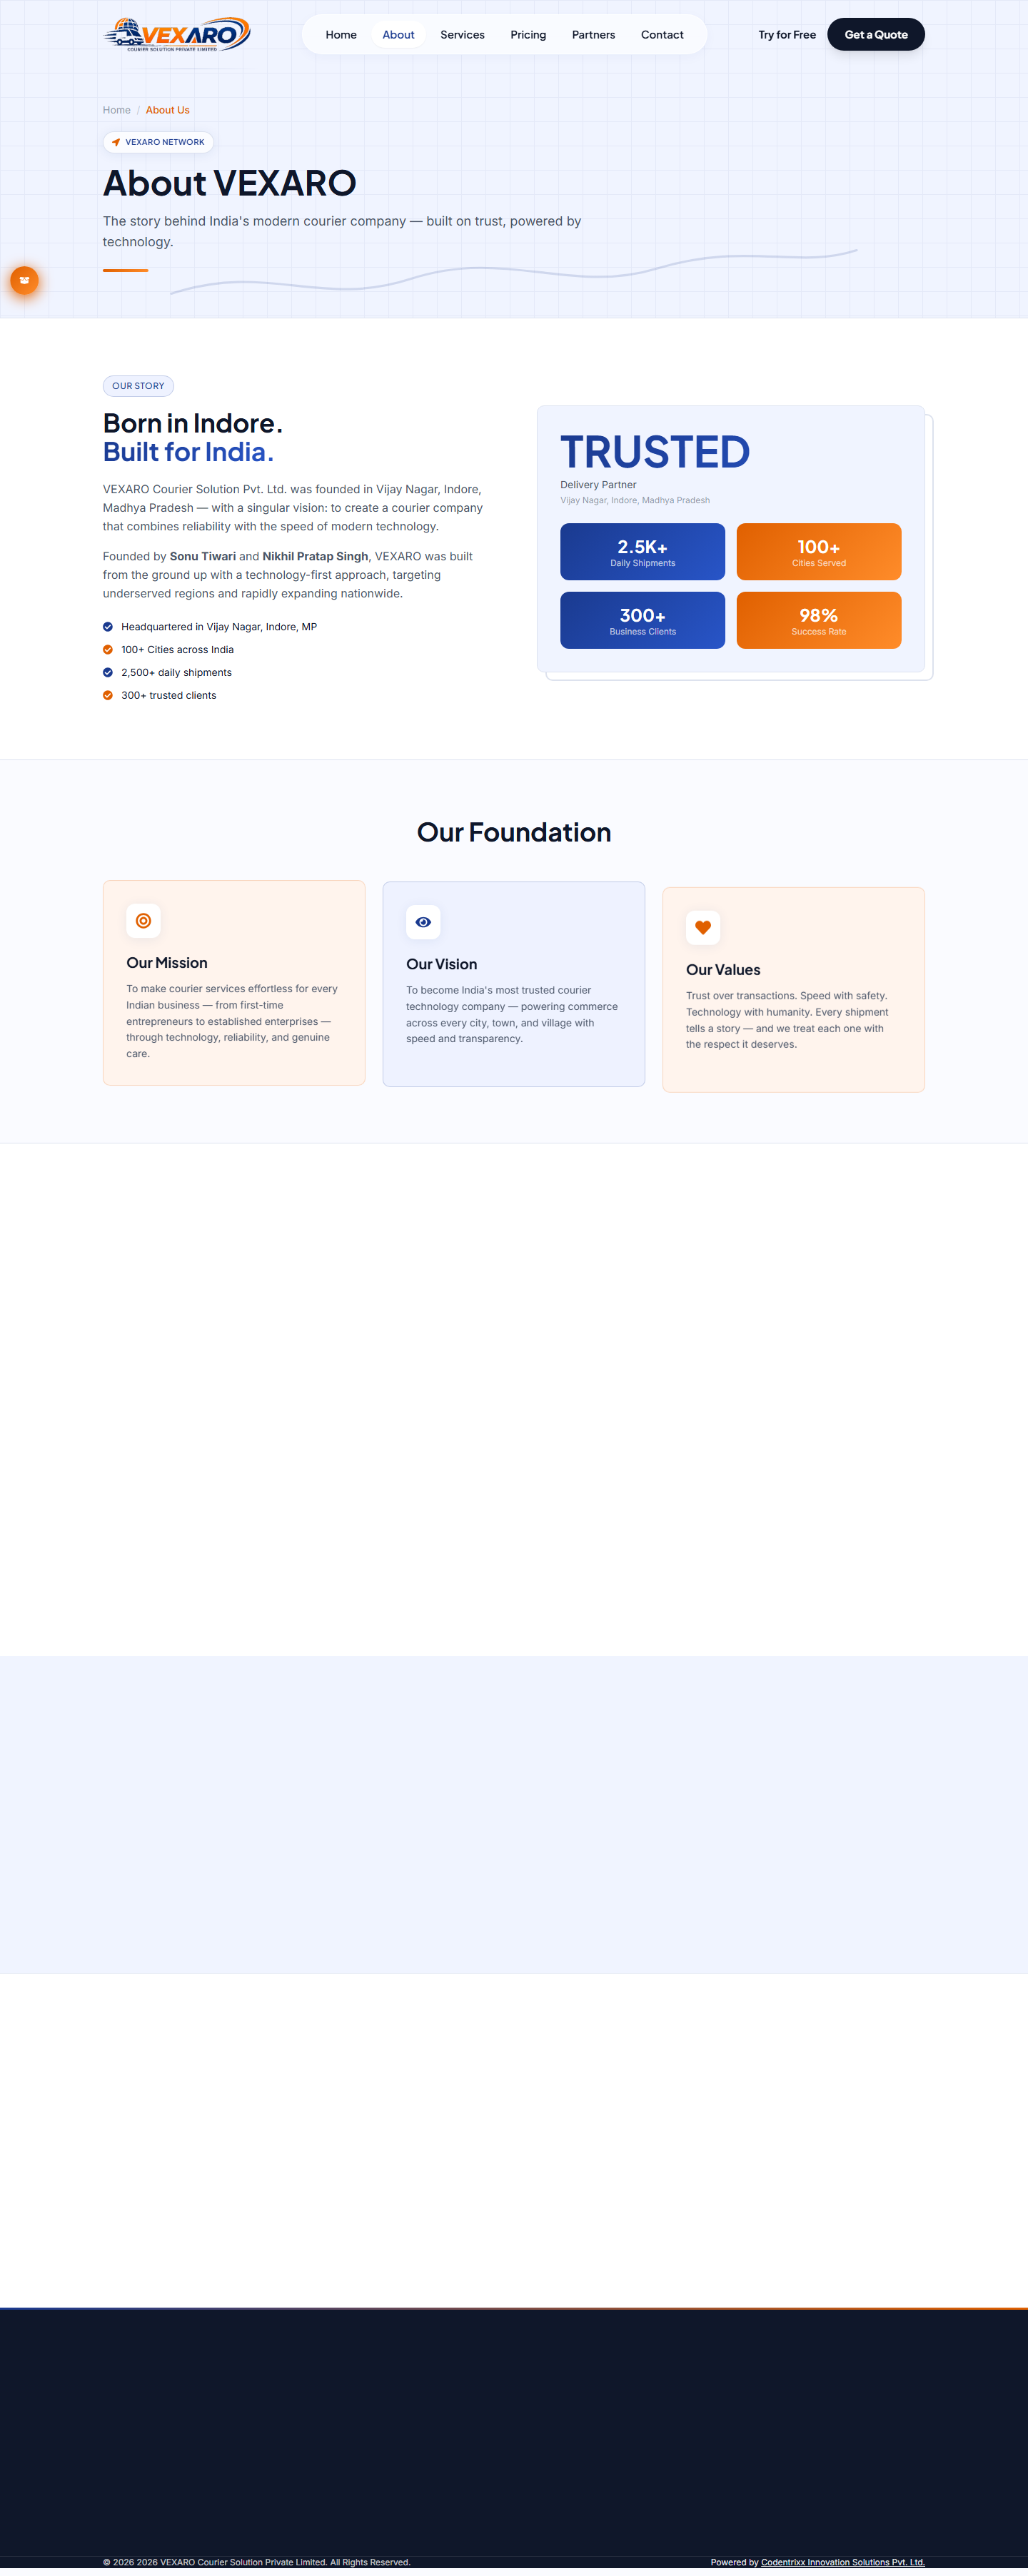 VEXARO
COURIER SOLUTION PRIVATE LIMITED
Home
About
Services
Pricing
Partners
Contact
Try for Free
Get a Quote
Home / About Us
VEXARO NETWORK
About VEXARO
The story behind India's modern courier company — built on trust, powered by
technology.
OUR STORY
Born in Indore.
Built for India.
VEXARO Courier Solution Pvt. Ltd. was founded in Vijay Nagar, Indore,
Madhya Pradesh — with a singular vision: to create a courier company
that combines reliability with the speed of modern technology.
Founded by Sonu Tiwari and Nikhil Pratap Singh, VEXARO was built
from the ground up with a technology-first approach, targeting
underserved regions and rapidly expanding nationwide.
Headquartered in Vijay Nagar, Indore, MP
100+ Cities across India
2,500+ daily shipments
300+ trusted clients
TRUSTED
Delivery Partner
Vijay Nagar, Indore, Madhya Pradesh
2.5K+
Daily Shipments
100+
Cities Served
300+
Business Clients
98%
Success Rate
Our Foundation
Our Mission
To make courier services effortless for every
Indian business — from first-time
entrepreneurs to established enterprises —
through technology, reliability, and genuine
care.
Our Vision
To become India's most trusted courier
technology company — powering commerce
across every city, town, and village with
speed and transparency.
Our Values
Trust over transactions. Speed with safety.
Technology with humanity. Every shipment
tells a story — and we treat each one with
the respect it deserves.
© 2026 2026 VEXARO Courier Solution Private Limited. All Rights Reserved.
Powered by Codentrixx Innovation Solutions Pvt. Ltd.